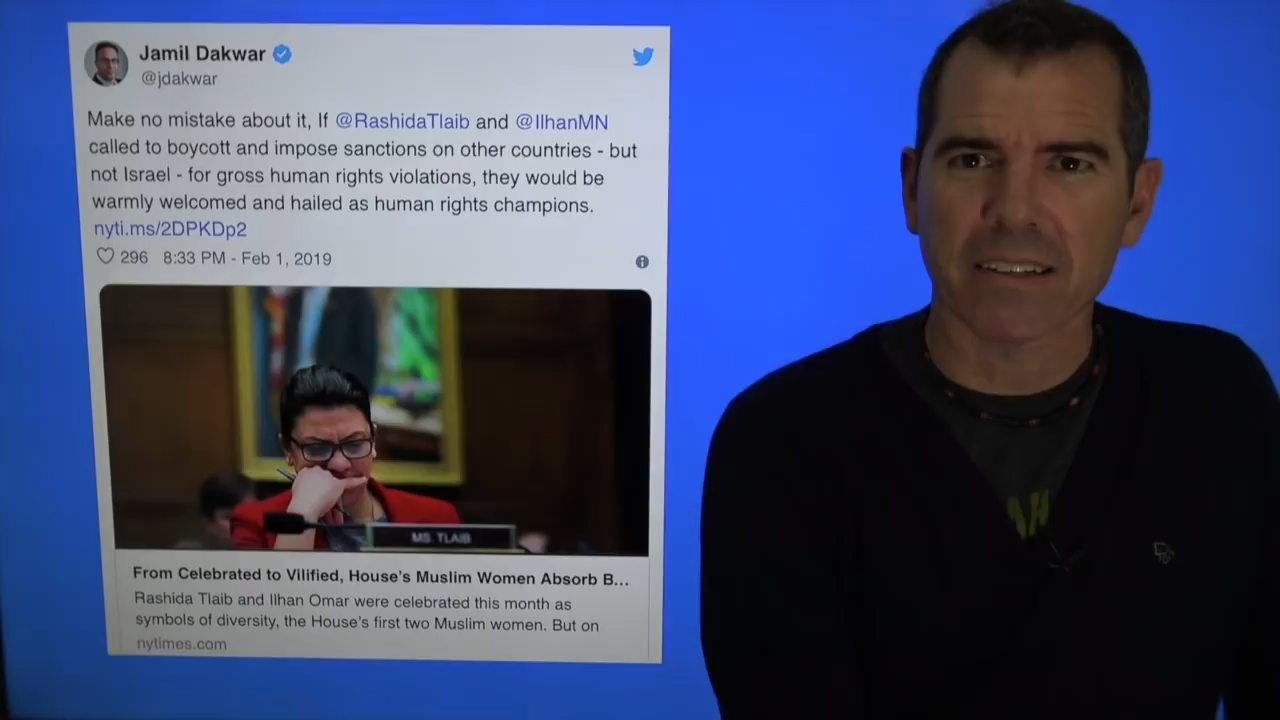 Jamil Dakwar
@jdakwar
Make no mistake about it, If @RashidaTlaib and @IlhanMN
called to boycott and impose sanctions on other countries - but
not Israel - for gross human rights violations, they would be
warmly welcomed and hailed as human rights champions.
nyti.ms/2DPKDp2
296 8:33 PM - Feb 1, 2019
MS. TLAIB
From Celebrated to Vilified, House's Muslim Women Absorb B...
Rashida Tlaib and Ilhan Omar were celebrated this month as
symbols of diversity, the House's first two Muslim women. But on
nytimes.com
AH